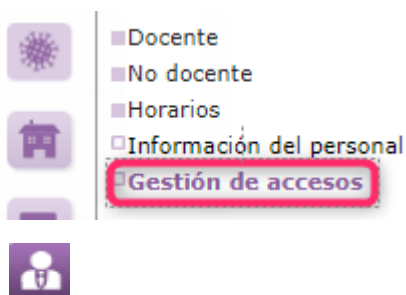 Docente
No docente
Horarios
Información del personal
Gestión de accesos